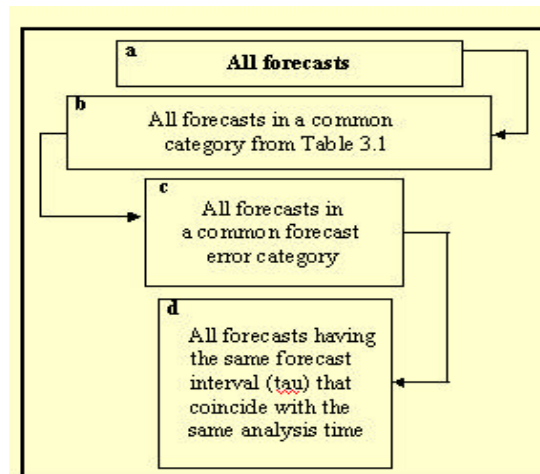 a
All forecasts
b
All forecasts in a common
category from Table 3.1
c
All forecasts in
a common forecast
error category
d
All forecasts having
the same forecast
interval (tau) that
coincide with the
same analysis time